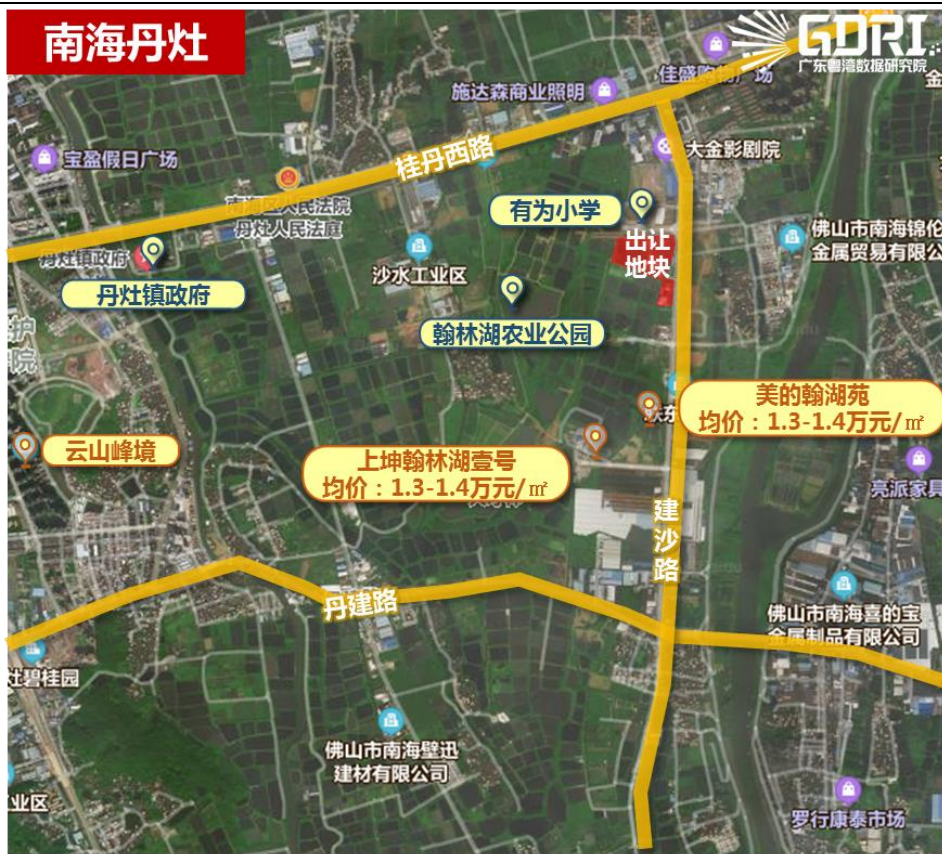 南海丹灶
GDRI
广东粤湾数据研究院
佳盛购物广场
金
施达森商业照明
宝盈假日广场
桂丹西路
大金影剧院
南海区人民法院
丹灶人民法庭
有为小学
佛山市南海锦伦
金属贸易有限公
丹灶镇政府
丹灶镇政府
沙水工业区
出让
地块
翰林湖农业公园
护
院
美的翰湖苑
均价：1.3-1.4万元/㎡
云山峰境
上坤翰林湖壹号
均价：1.3-1.4万元/㎡
亮派家具
建沙路
丹建路
佛山市南海喜的宝
金属制品有限公司
灶碧桂园
佛山市南海壁迅
建材有限公司
业区
罗行康泰市场